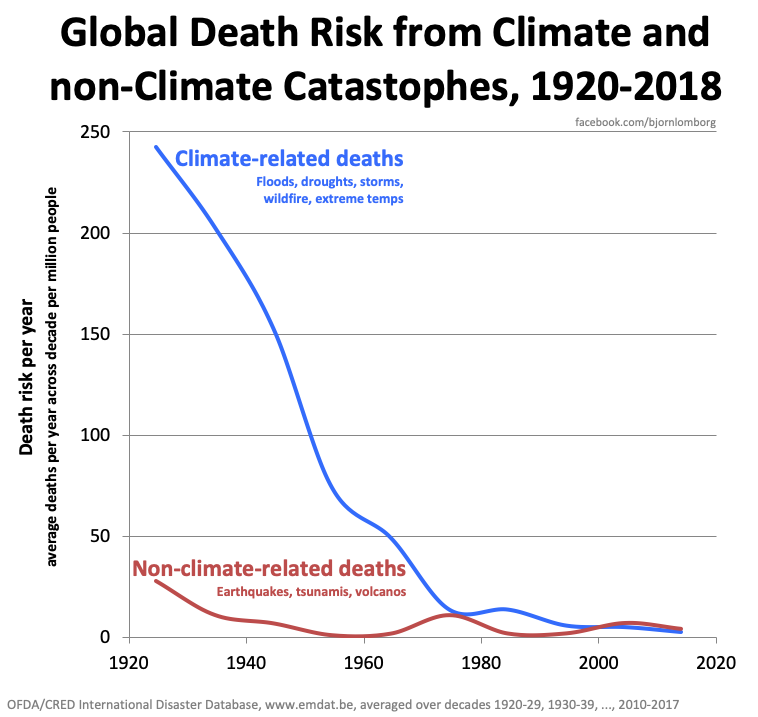 Global Death Risk from Climate and
non-Climate Catastophes, 1920-2018
facebook.com/bjornlomborg
250
200
150
100
50
0
Death risk per year
average deaths per year across decade per million people
Climate-related deaths
Floods, droughts, storms,
wildfire, extreme temps
Non-climate-related deaths
Earthquakes, tsunamis, volcanos
1920
1940
1960
1980
2000
2020
OFDA/CRED International Disaster Database, www.emdat.be, averaged over decades 1920-29, 1930-39, ..., 2010-2017